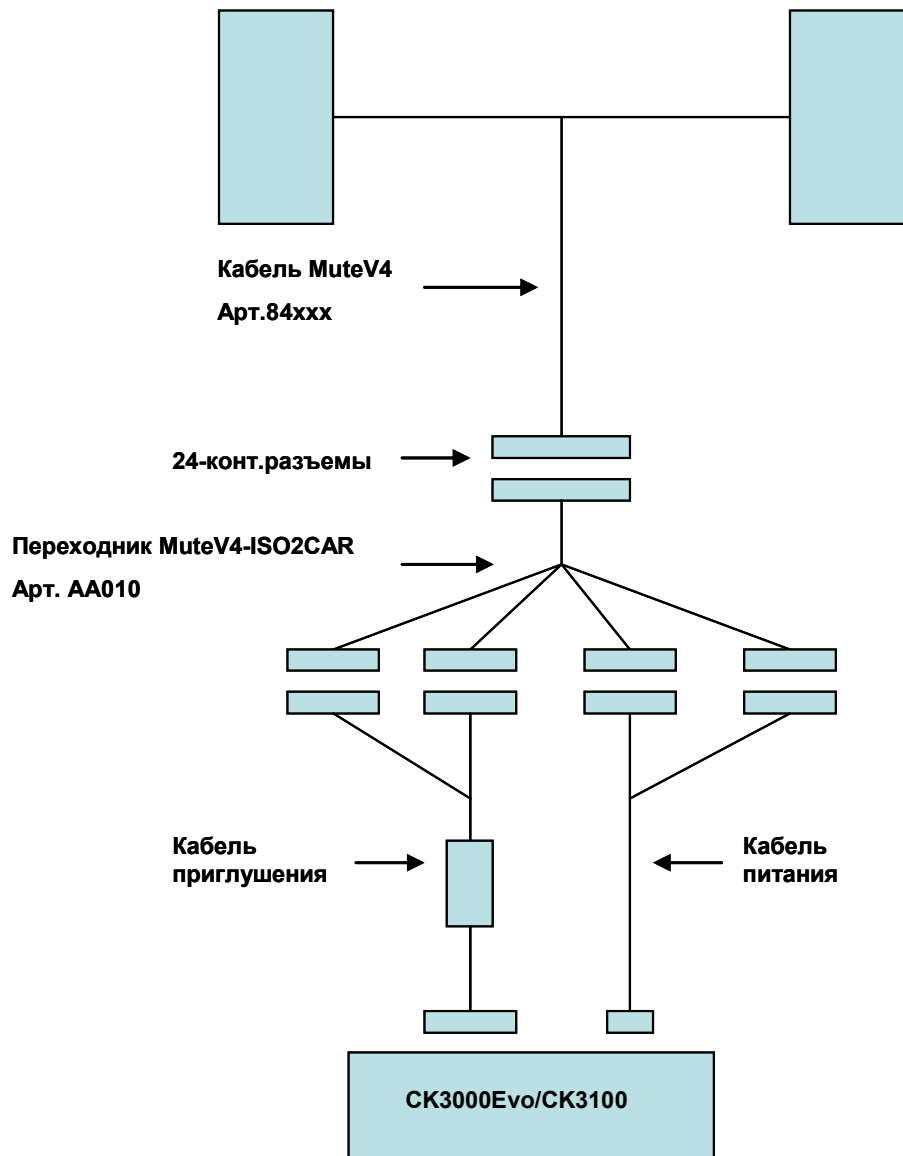 Кабель MuteV4
Арт.84xxx
24-конт.разъемы
Переходник MuteV4-ISO2CAR
Арт. AA010
Кабель
приглушения
Кабель
питания
CK3000Evo/CK3100